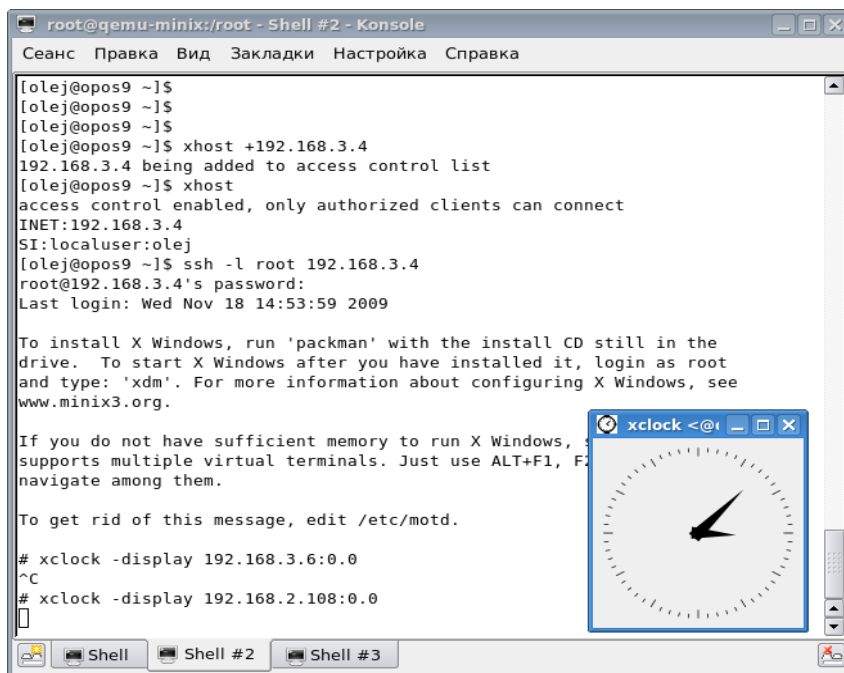 root@qemu-minix:/root - Shell #2 - Konsole
Сеанс Правка Вид Закладки Настройка Справка
[olej@opos9 ~]$
[olej@opos9 ~]$
[olej@opos9 ~]$
[olej@opos9 ~]$ xhost +192.168.3.4
192.168.3.4 being added to access control list
[olej@opos9 ~]$ xhost
access control enabled, only authorized clients can connect
INET:192.168.3.4
SI:localuser:olej
[olej@opos9 ~]$ ssh -l root 192.168.3.4
root@192.168.3.4's password:
Last login: Wed Nov 18 14:53:59 2009
To install X Windows, run 'packman' with the install CD still in the
drive.  To start X Windows after you have installed it, login as root
and type: 'xdm'. For more information about configuring X Windows, see
www.minix3.org.
If you do not have sufficient memory to run X Windows,
supports multiple virtual terminals. Just use ALT+F1,
navigate among them.
To get rid of this message, edit /etc/motd.
# xclock -display 192.168.3.6:0.0
^C
# xclock -display 192.168.2.108:0.0
xclock <@
Shell
Shell #2
Shell #3